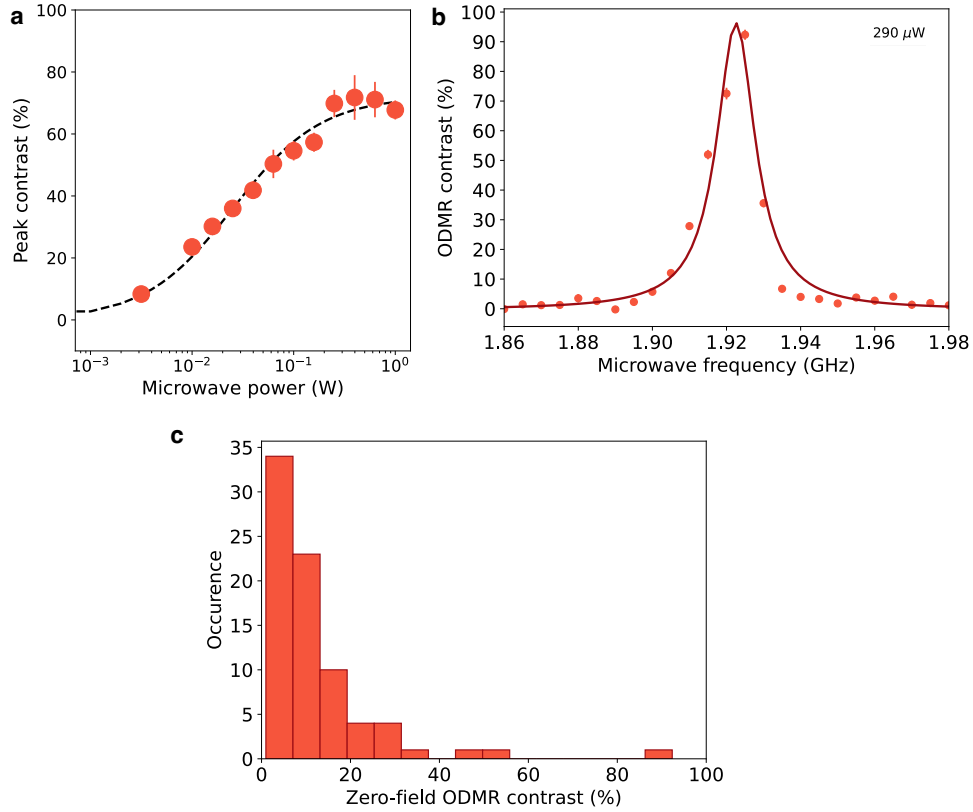 a
100
80
60
40
20
0
Peak contrast (%)
10⁻³ 10⁻² 10⁻¹ 10⁰
Microwave power (W)
b
290 μW
100
90
80
70
60
50
40
30
20
10
0
ODMR contrast (%)
1.86 1.88 1.90 1.92 1.94 1.96 1.98
Microwave frequency (GHz)
c
35
30
25
20
15
10
5
0
Occurence
0 20 40 60 80 100
Zero-field ODMR contrast (%)